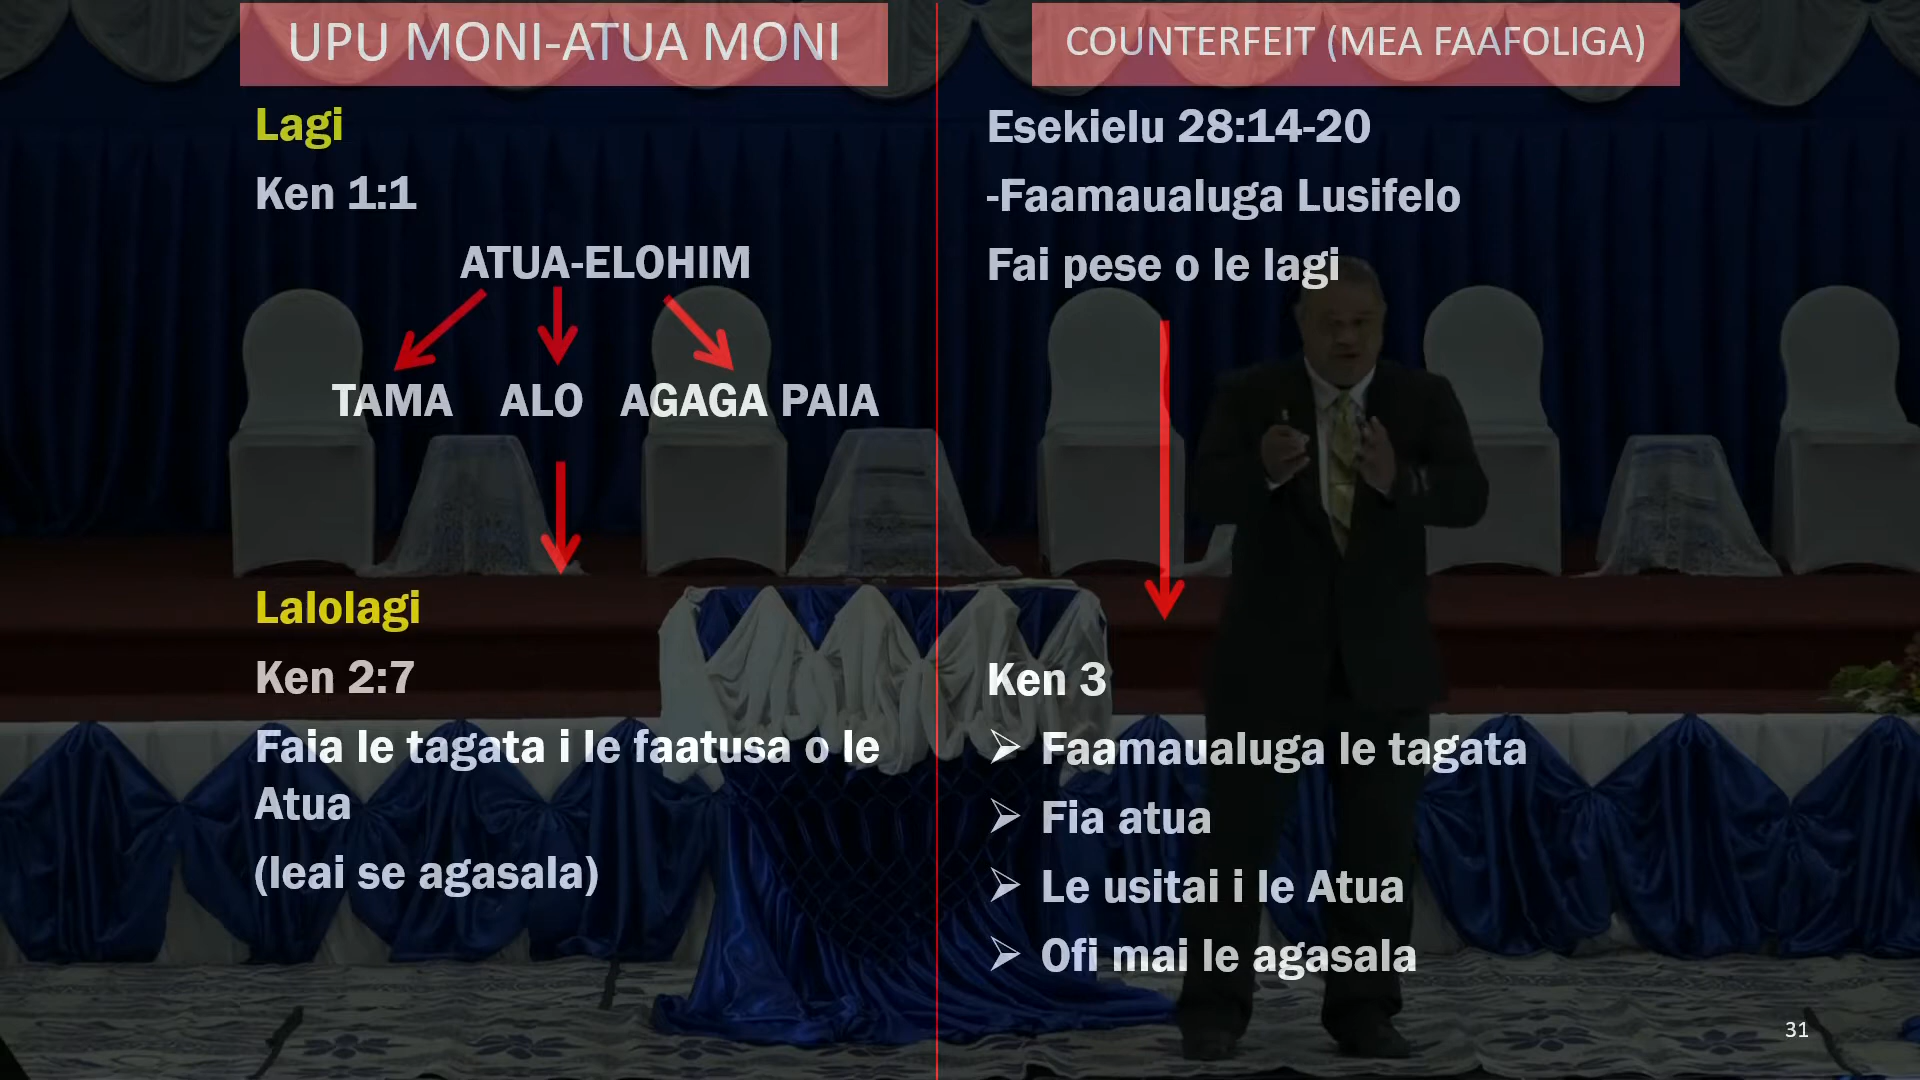 UPU MONI-ATUA MONI
Lagi
Ken 1:1
ATUA-ELOHIM
TAMA ALO AGAGA PAIA
Lalolagi
Ken 2:7
Faia le tagata i le faatusa o le
Atua
(leai se agasala)
COUNTERFEIT (MEA FAAFOLIGA)
Esekielu 28:14-20
-Faamaualuga Lusifelo
Fai pese o le lagi
Ken 3
➢ Faamaualuga le tagata
➢ Fia atua
➢ Le usitai i le Atua
➢ Ofi mai le agasala
31